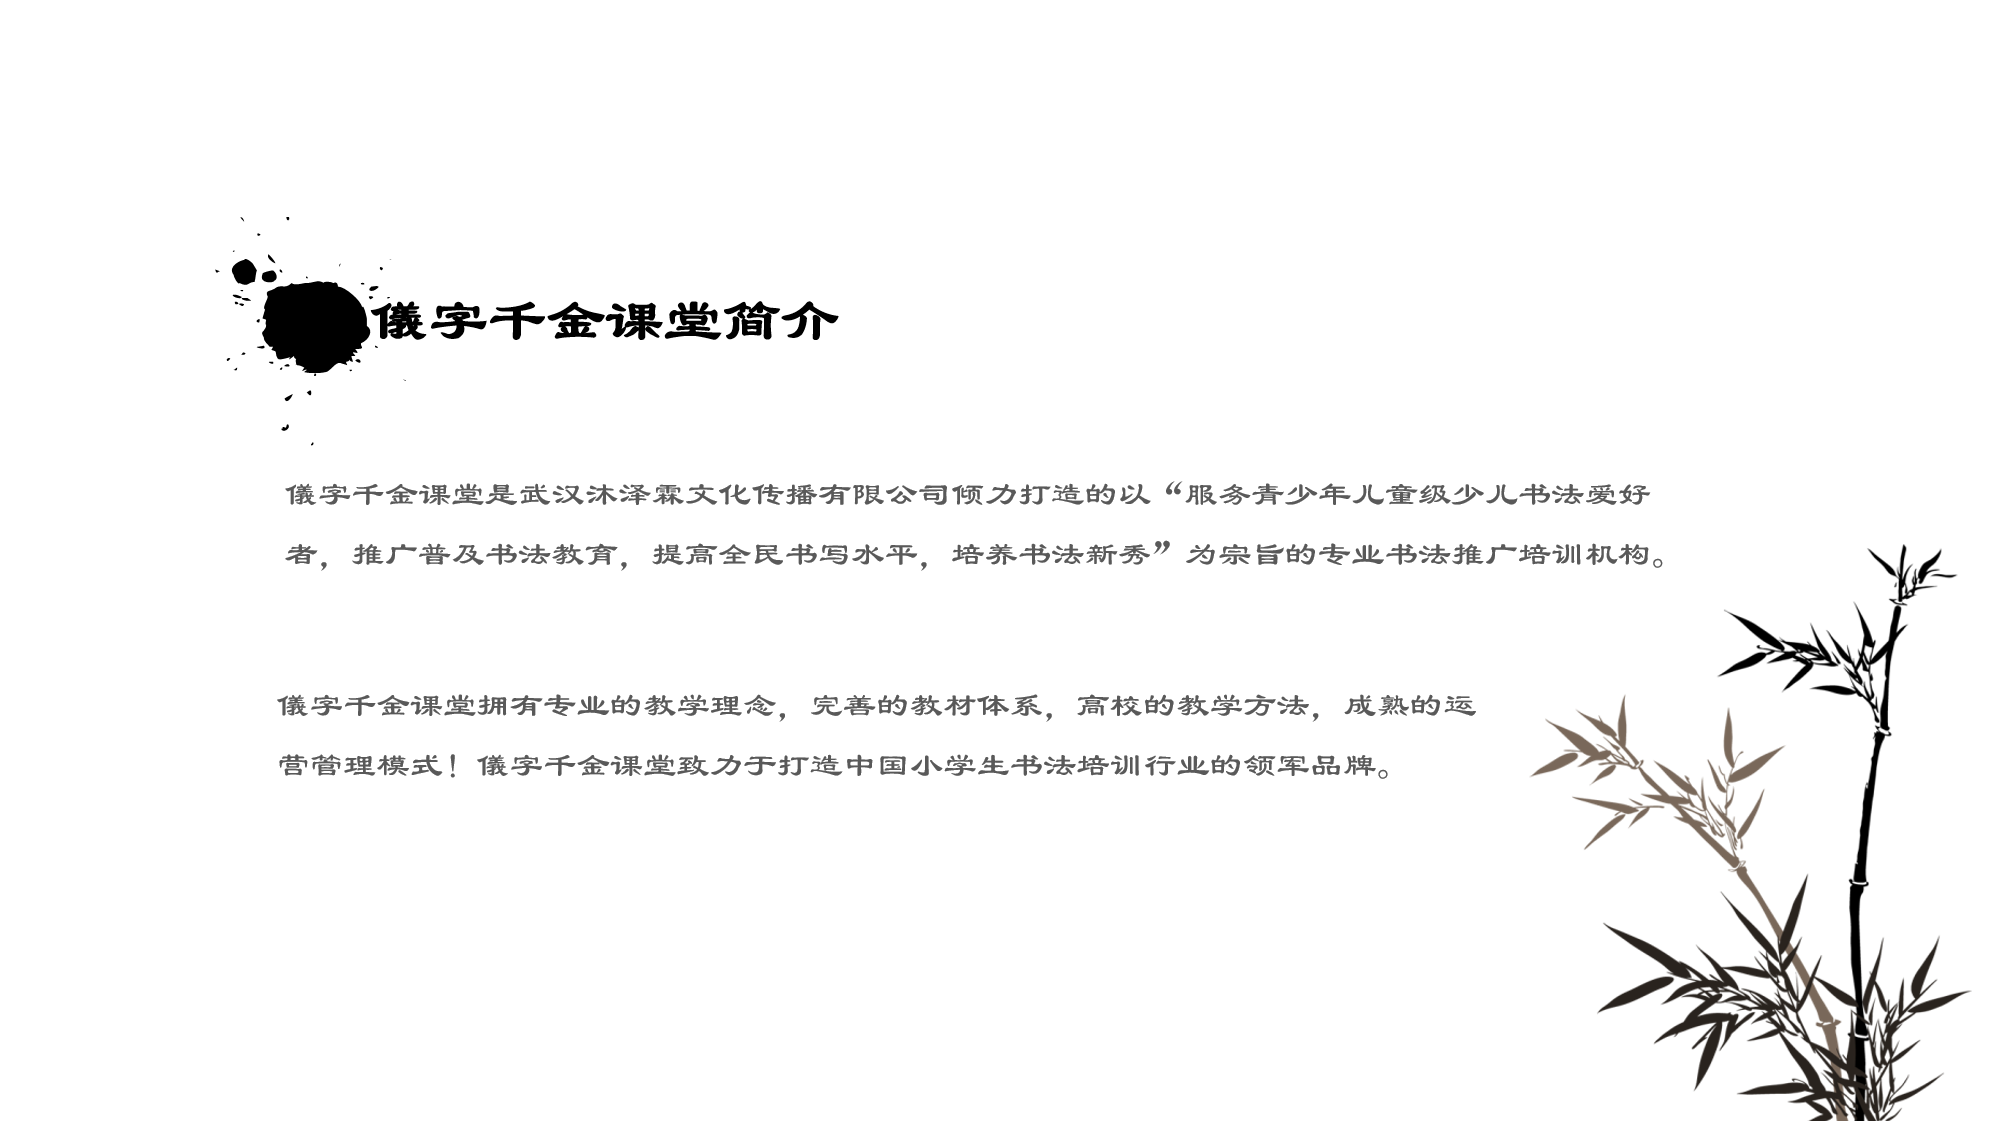 儀字千金课堂简介
儀字千金课堂是武汉沐泽霖文化传播有限公司倾力打造的以“服务青少年儿童级少儿书法爱好
者，推广普及书法教育，提高全民书写水平，培养书法新秀”为宗旨的专业书法推广培训机构。
儀字千金课堂拥有专业的教学理念，完善的教材体系，高校的教学方法，成熟的运
营管理模式！儀字千金课堂致力于打造中国小学生书法培训行业的领军品牌。